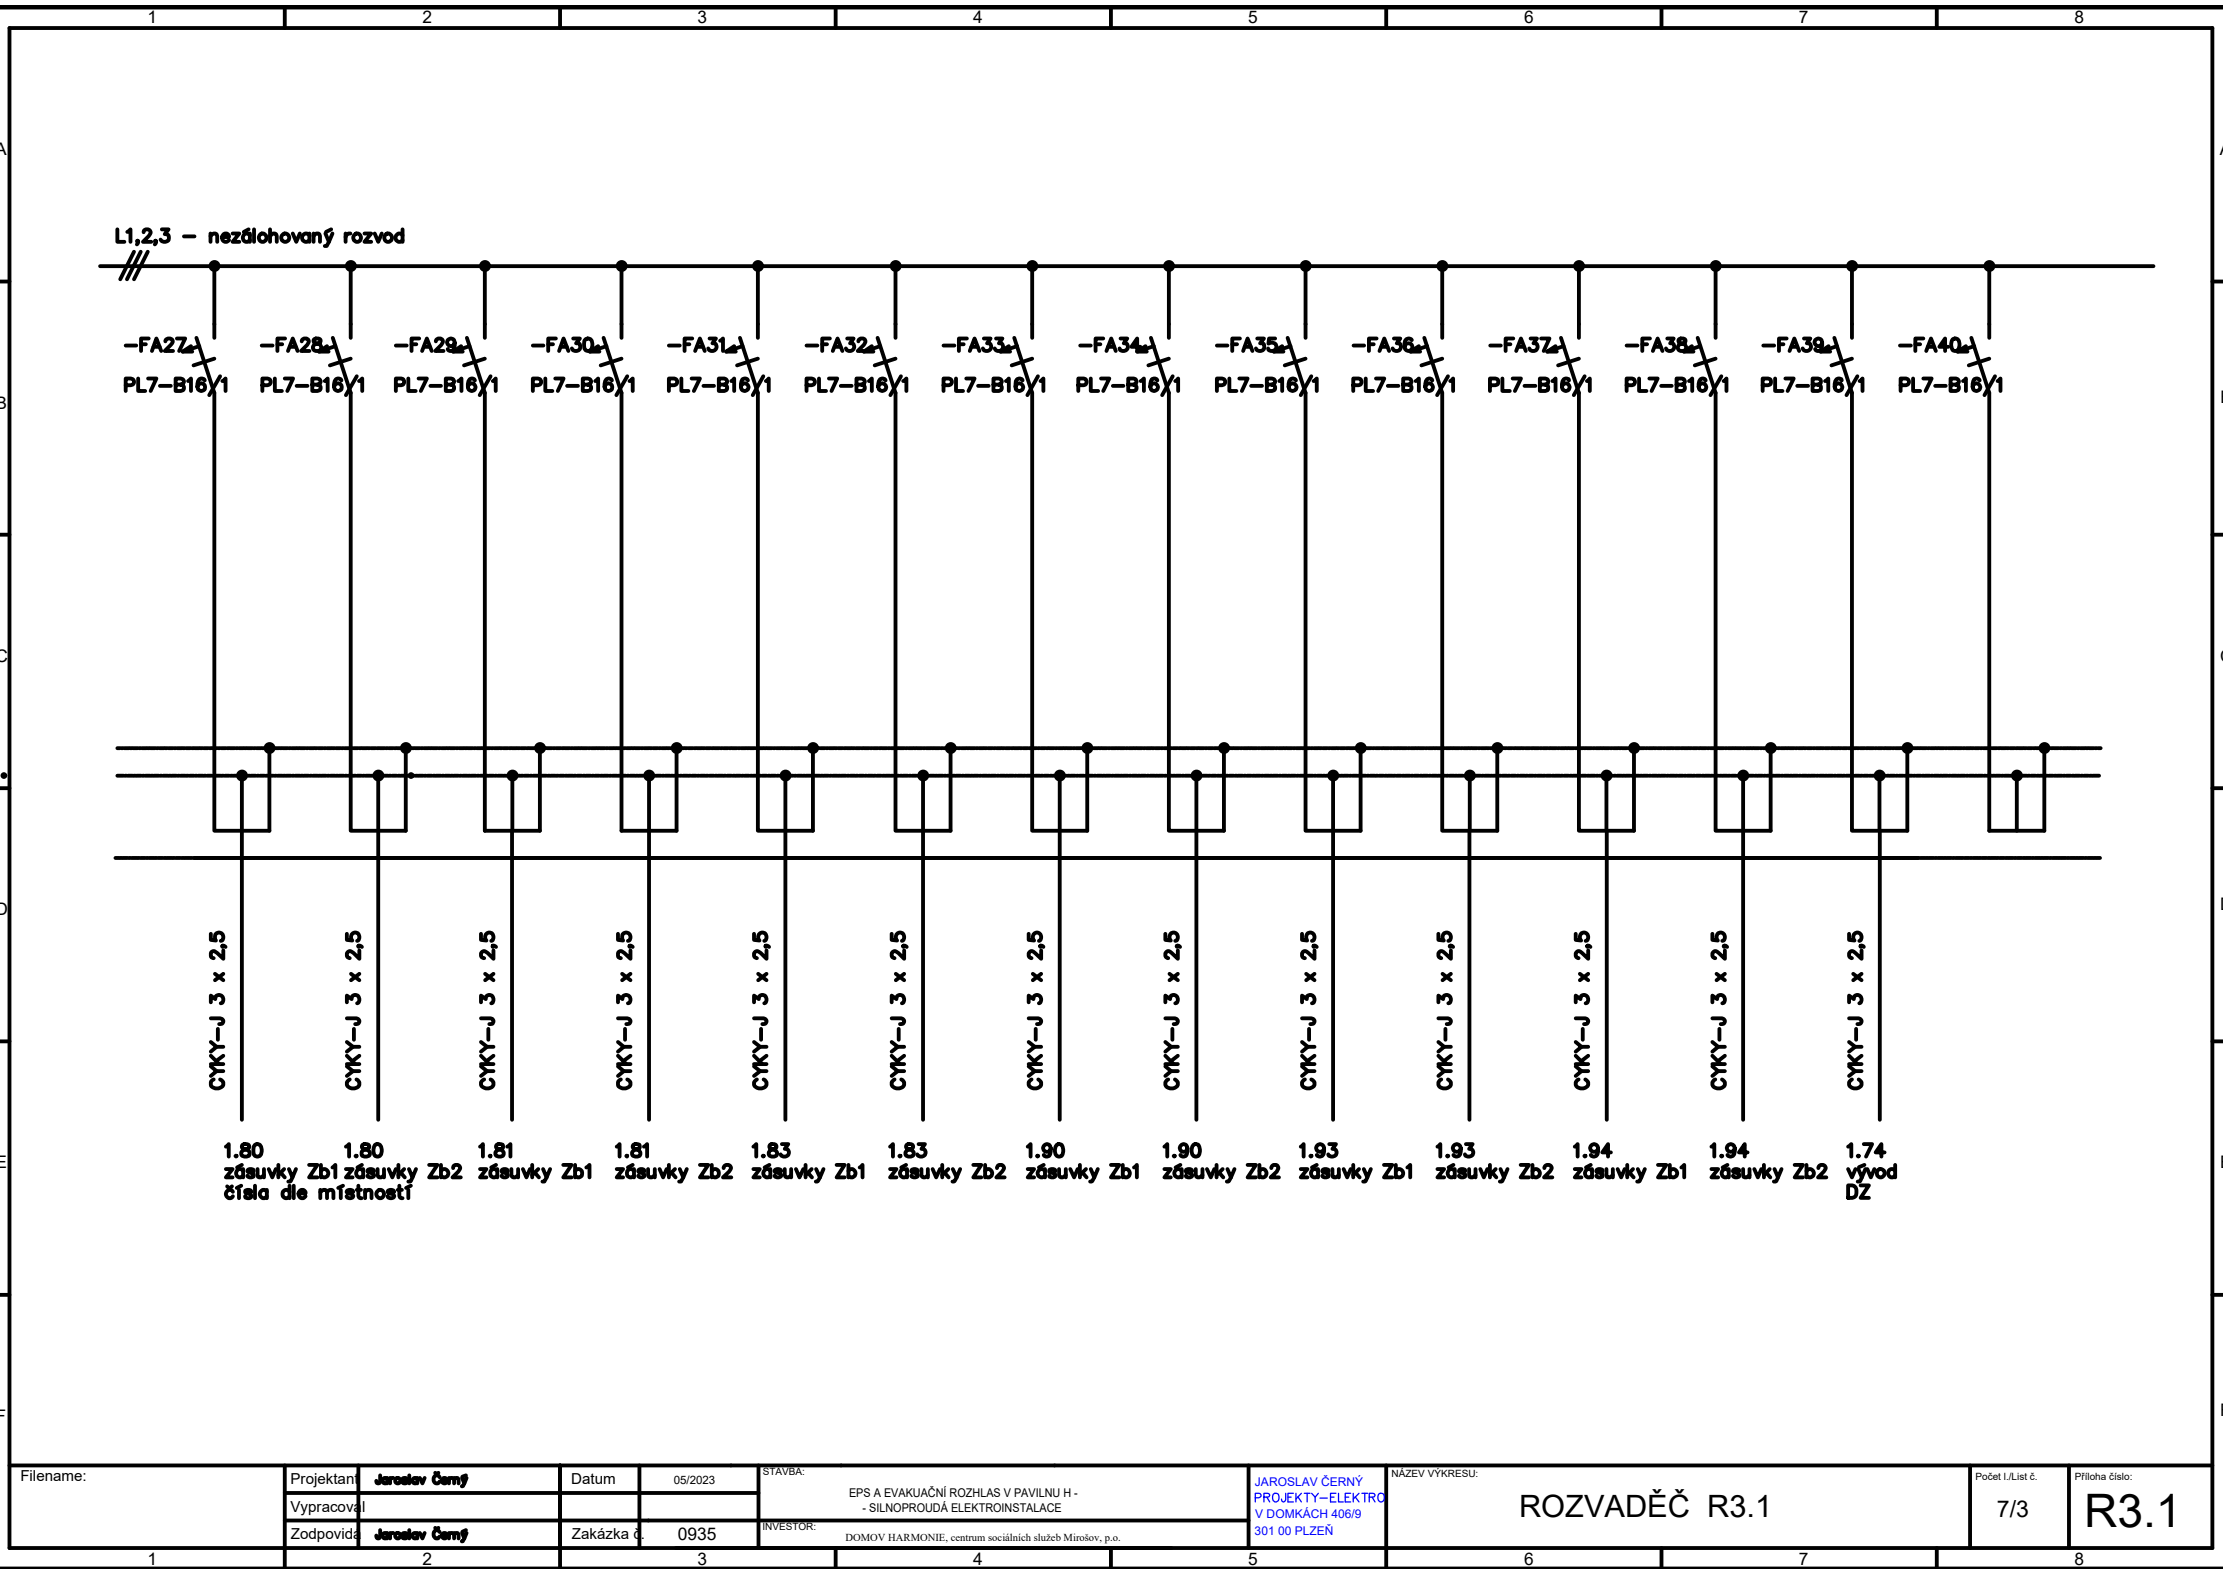 1 2 3 4 5 6 7 8
A
L1,2,3 – nezálohovaný rozvod
–FA27 –FA28 –FA29 –FA30 –FA31 –FA32 –FA33 –FA34 –FA35 –FA36 –FA37 –FA38 –FA39 –FA40
PL7–B16/1 PL7–B16/1 PL7–B16/1 PL7–B16/1 PL7–B16/1 PL7–B16/1 PL7–B16/1 PL7–B16/1 PL7–B16/1 PL7–B16/1 PL7–B16/1 PL7–B16/1 PL7–B16/1 PL7–B16/1
B
C
D
CYKY–J 3 x 2,5 CYKY–J 3 x 2,5 CYKY–J 3 x 2,5 CYKY–J 3 x 2,5 CYKY–J 3 x 2,5 CYKY–J 3 x 2,5 CYKY–J 3 x 2,5 CYKY–J 3 x 2,5 CYKY–J 3 x 2,5 CYKY–J 3 x 2,5 CYKY–J 3 x 2,5 CYKY–J 3 x 2,5 CYKY–J 3 x 2,5
1.80 1.80 1.81 1.81 1.83 1.83 1.90 1.90 1.93 1.93 1.94 1.94 1.74
E
zásuvky Zb1 zásuvky Zb2 zásuvky Zb1 zásuvky Zb2 zásuvky Zb1 zásuvky Zb2 zásuvky Zb1 zásuvky Zb2 zásuvky Zb1 zásuvky Zb2 zásuvky Zb1 zásuvky Zb2 vývod
čísla dle místností DZ
F
Filename:
Projektant Jaroslav Černý
Vypracoval
Zodpovídá Jaroslav Černý
Datum 05/2023
Zakázka č. 0935
STAVBA:
EPS A EVAKUAČNÍ ROZHLAS V PAVILNU H -
- SILNOPROUDÁ ELEKTROINSTALACE
INVESTOR:
DOMOV HARMONIE, centrum sociálních služeb Mirošov, p.o.
JAROSLAV ČERNÝ
PROJEKTY–ELEKTRO
V DOMKÁCH 406/9
301 00 PLZEŇ
NÁZEV VÝKRESU:
ROZVADĚČ R3.1
Počet l./List č.
7/3
Příloha číslo:
R3.1
1 2 3 4 5 6 7 8